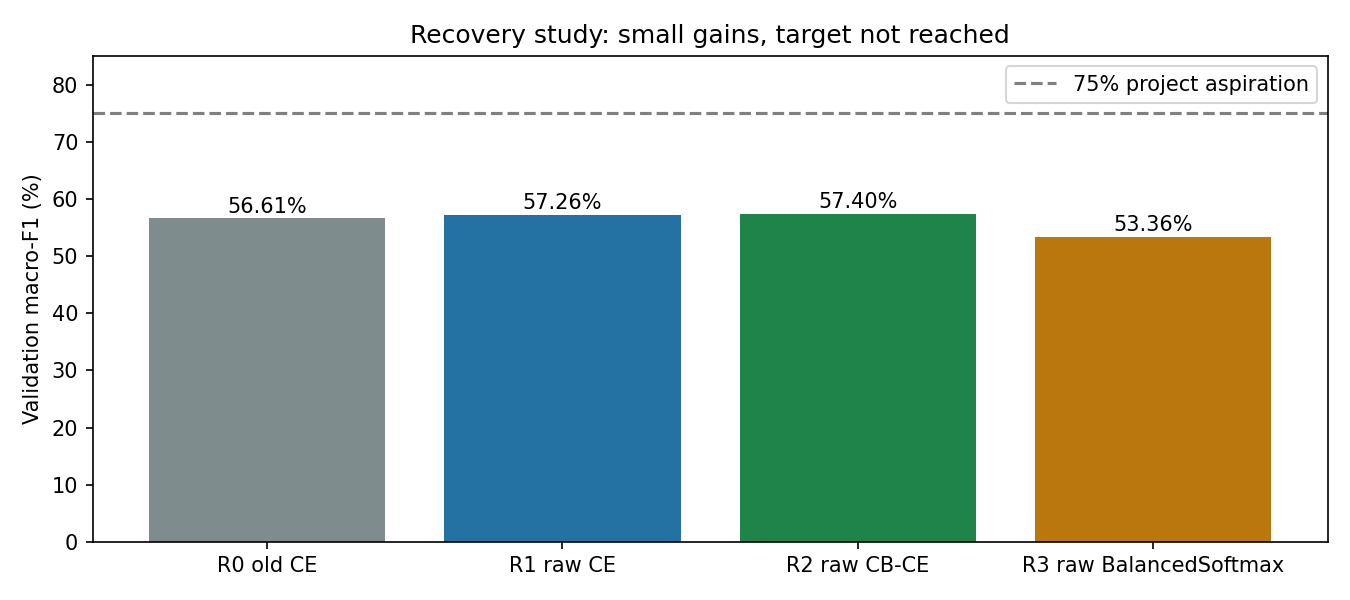 Recovery study: small gains, target not reached
75% project aspiration
Validation macro-F1 (%)
80
70
60
50
40
30
20
10
0
56.61%
57.26%
57.40%
53.36%
R0 old CE
R1 raw CE
R2 raw CB-CE
R3 raw BalancedSoftmax